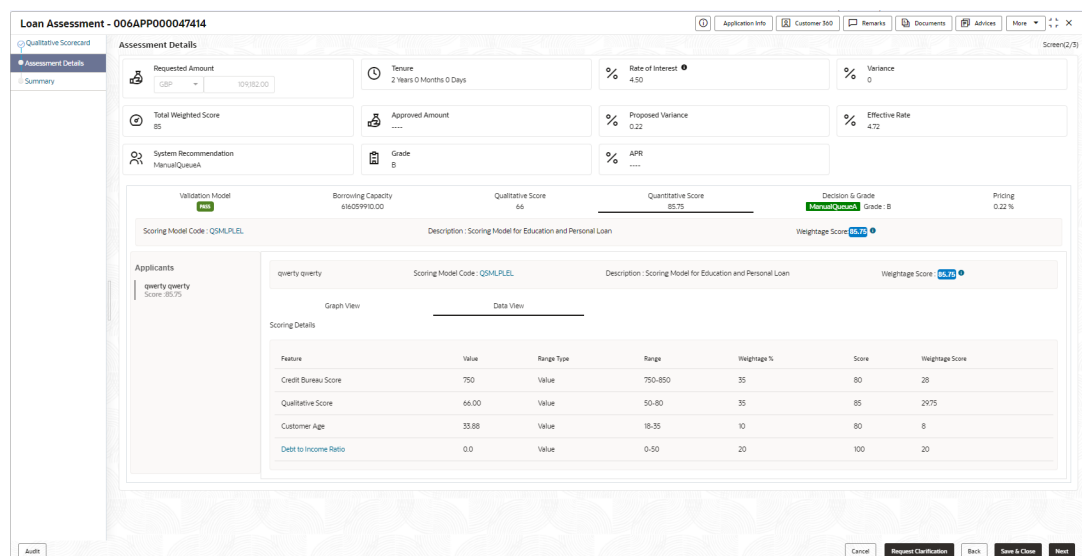 Loan Assessment - 006APP000047414
Application Info Customer 360 Remarks Documents Advices More
Qualitative Scorecard
Assessment Details
Summary
Assessment Details Screen(2/3)
Requested Amount
GBP 109,182.00
Tenure
2 Years 0 Months 0 Days
Rate of Interest
4.50
Variance
0
Total Weighted Score
85
Approved Amount
----
Proposed Variance
0.22
Effective Rate
4.72
System Recommendation
ManualQueueA
Grade
B
APR
----
Validation Model Borrowing Capacity Qualitative Score Quantitative Score Decision & Grade Pricing
PASS 616059910.00 66 85.75 ManualQueueA Grade : B 0.22 %
Scoring Model Code : QSMLPLEL Description : Scoring Model for Education and Personal Loan Weightage Score: 85.75
Applicants
qwerty qwerty
Score :85.75
qwerty qwerty Scoring Model Code : QSMLPLEL Description : Scoring Model for Education and Personal Loan Weightage Score : 85.75
Graph View Data View
Scoring Details
Feature Value Range Type Range Weightage % Score Weightage Score
Credit Bureau Score 750 Value 750-850 35 80 28
Qualitative Score 66.00 Value 50-80 35 85 29.75
Customer Age 33.88 Value 18-35 10 80 8
Debt to Income Ratio 0.0 Value 0-50 20 100 20
Audit Cancel Request Clarification Back Save & Close Next